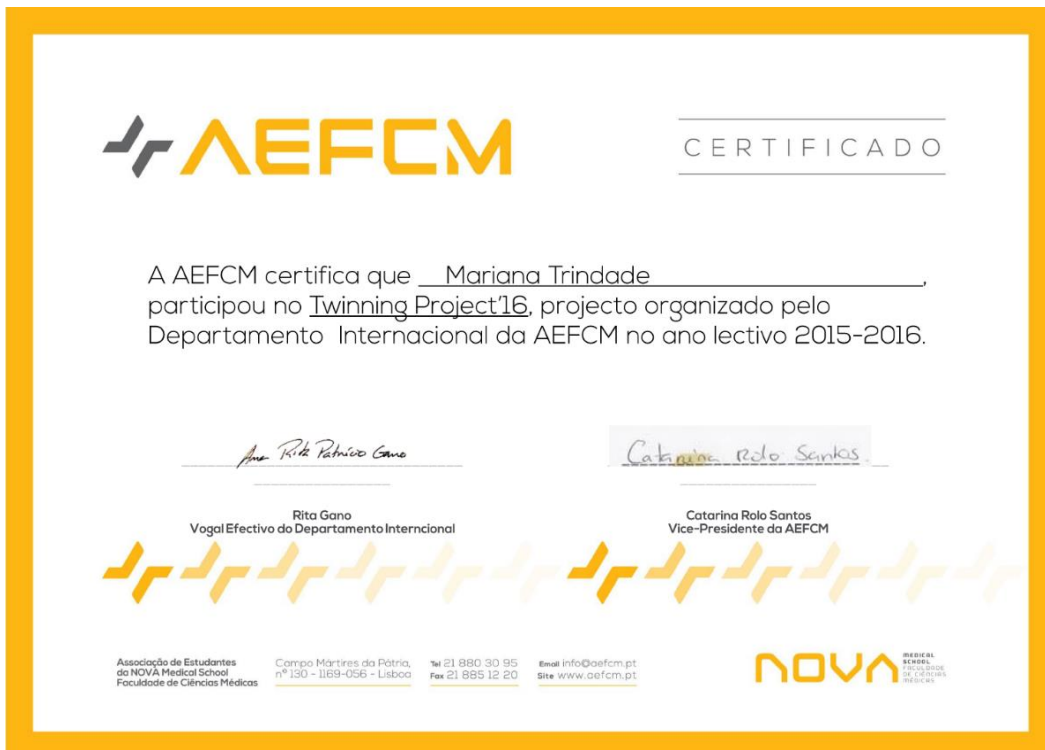 AEFCM
CERTIFICADO
A AEFCM certifica que Mariana Trindade,
participou no Twinning Project'16, projecto organizado pelo
Departamento Internacional da AEFCM no ano lectivo 2015-2016.
Ana Rita Patrício Gano
Catarina Rolo Santos
Rita Gano
Vogal Efectivo do Departamento Interncional
Catarina Rolo Santos
Vice-Presidente da AEFCM
Associação de Estudantes
da NOVA Medical School
Faculdade de Ciências Médicas
Campo Mártires da Pátria,
nº 130 - 1169-056 - Lisboa
Tel 21 880 30 95
Fax 21 885 12 20
Email info@aefcm.pt
Site www.aefcm.pt
NOVA
MEDICAL
SCHOOL
FACULDADE
DE CIÊNCIAS
MÉDICAS